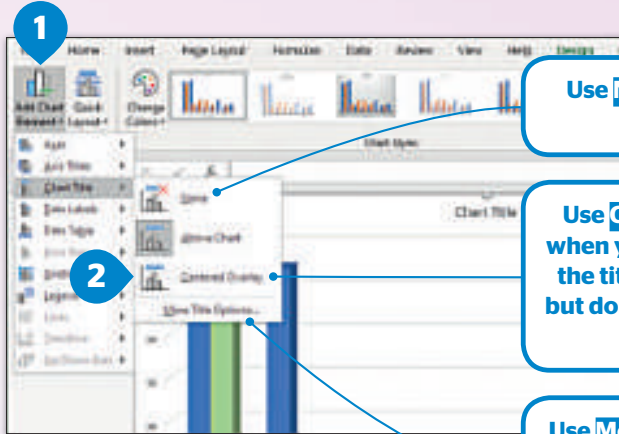 1
Home Insert Page Layout Formulas Data Review View Help Design
Add Chart Quick Change
Element Layout Colors
Chart Styles
Axis
Axis Titles
Chart Title
Data Labels
Data Table
Legend
Lines
Trendline
None
Above Chart
Centered Overlay
More Title Options...
2
Chart Title
Use
Use
when
the
but do
Use